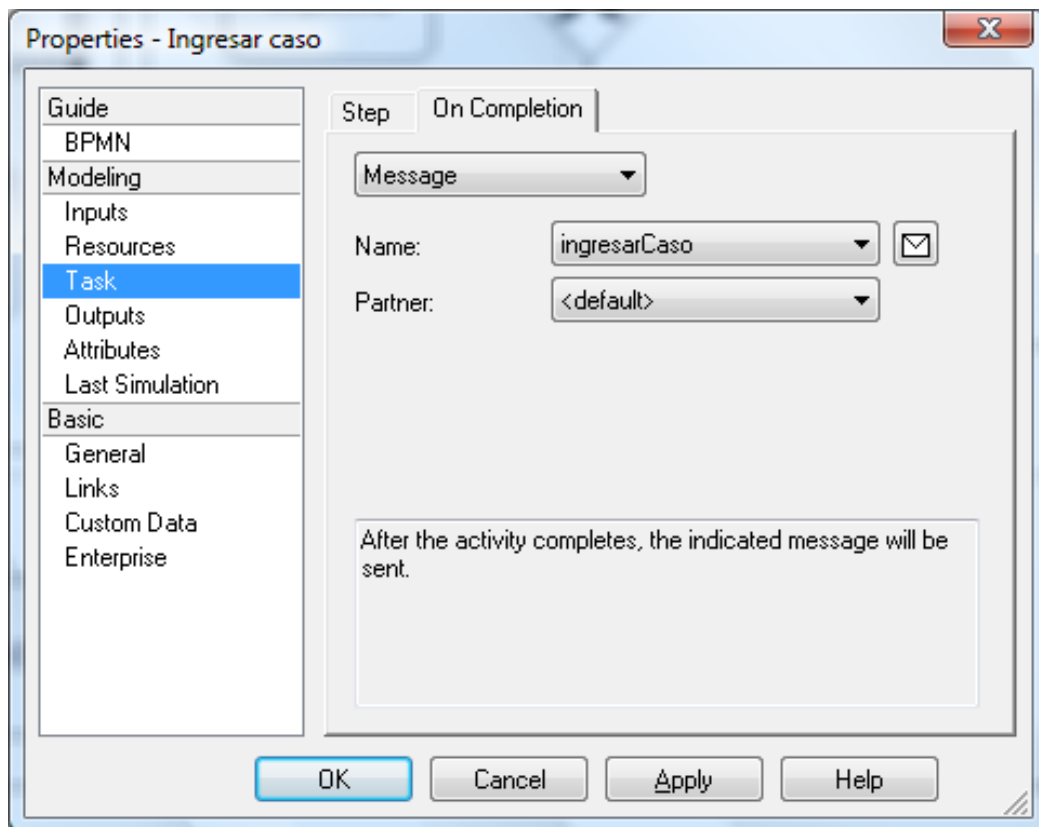 Properties - Ingresar caso
Guide
BPMN
Modeling
Inputs
Resources
Task
Outputs
Attributes
Last Simulation
Basic
General
Links
Custom Data
Enterprise
Step On Completion
Message
Name: ingresarCaso
Partner: <default>
After the activity completes, the indicated message will be
sent.
OK Cancel Apply Help